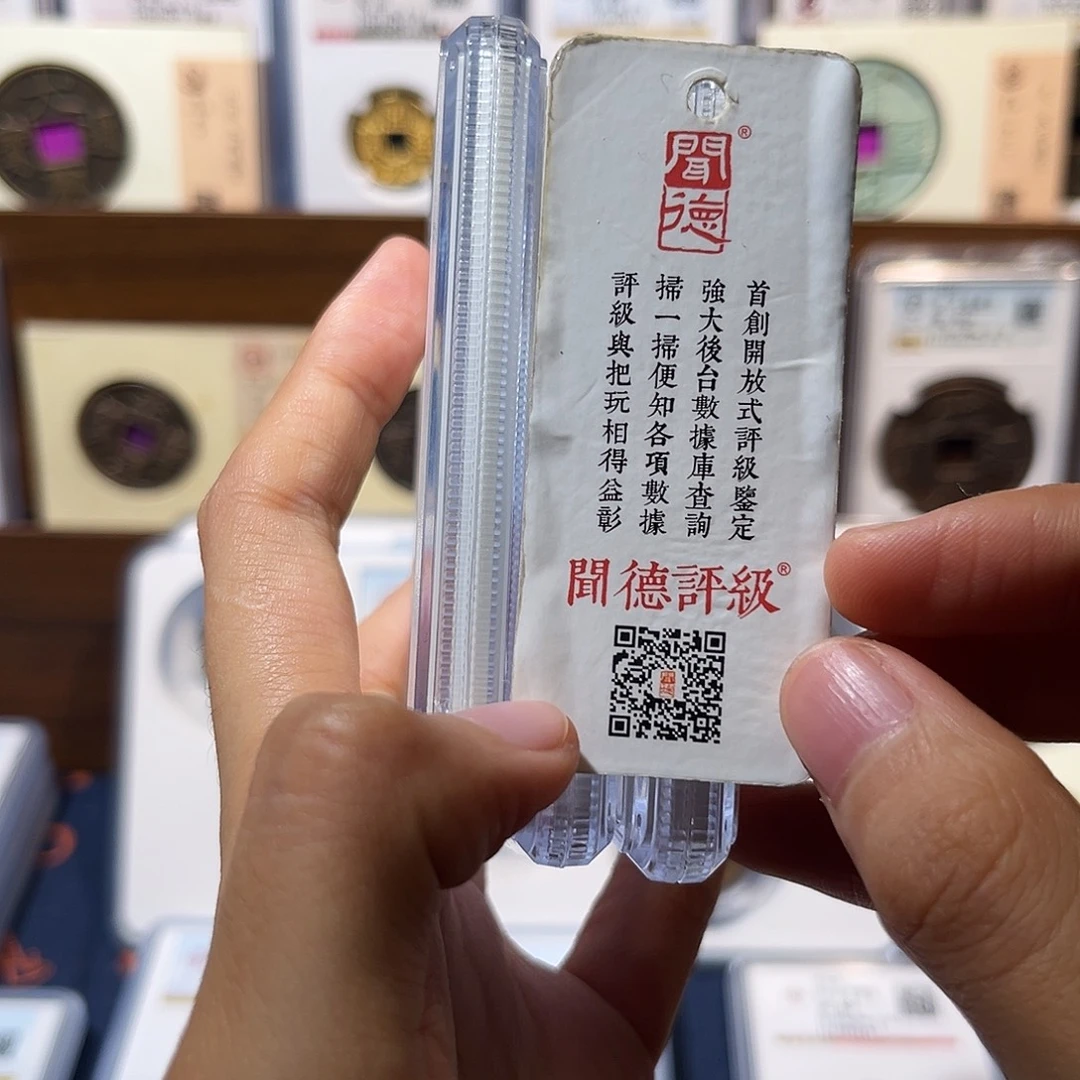 聞德®
首創開放式評級鑒定
強大後台數據庫查詢
掃一掃便知各項數據
評級與把玩相得益彰
聞德評級®